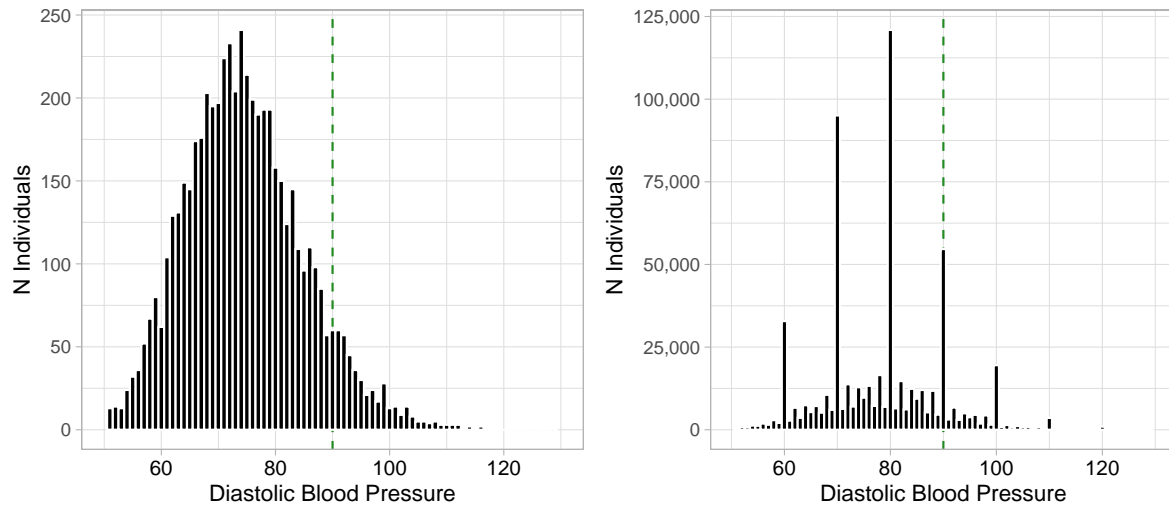 250
200
150
100
50
0
N Individuals
60 80 100 120
Diastolic Blood Pressure
125,000
100,000
75,000
50,000
25,000
0
N Individuals
60 80 100 120
Diastolic Blood Pressure